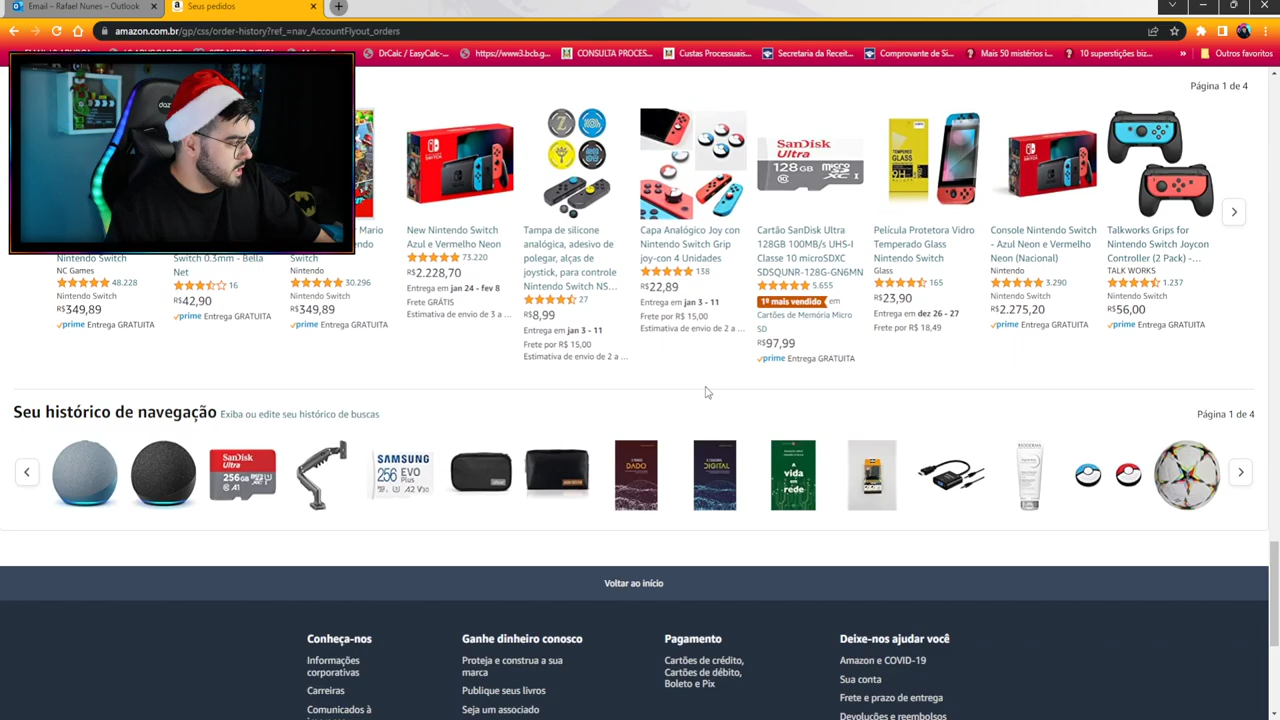 Email – Rafael Nunes – Outlook
Seus pedidos
amazon.com.br/gp/css/order-history?ref_=nav_AccountFlyout_orders
DrCalc / EasyCalc-...
https://www3.bcb.g...
CONSULTA PROCES...
Custas Processuais...
Secretaria da Receit...
Comprovante de Si...
Mais 50 mistérios i...
10 superstições biz...
»
Outros favoritos
Página 1 de 4
Nintendo Switch
NC Games
48.228
Nintendo Switch
R$349,89
prime Entrega GRATUITA
Switch 0.3mm - Bella
Net
16
R$42,90
prime Entrega GRATUITA
Switch
Nintendo
30.296
Nintendo Switch
R$349,89
prime Entrega GRATUITA
New Nintendo Switch
Azul e Vermelho Neon
73.220
R$2.228,70
Entrega em jan 24 - fev 8
Frete GRÁTIS
Estimativa de envio de 3 a ...
Tampa de silicone
analógica, adesivo de
polegar, alças de
joystick, para controle
Nintendo Switch NS...
27
R$8,99
Entrega em jan 3 - 11
Frete por R$ 15,00
Estimativa de envio de 2 a ...
Capa Analógico Joy con
Nintendo Switch Grip
joy-con 4 Unidades
138
R$22,89
Entrega em jan 3 - 11
Frete por R$ 15,00
Estimativa de envio de 2 a ...
SanDisk
Ultra
128GB
micro
Cartão SanDisk Ultra
128GB 100MB/s UHS-I
Classe 10 microSDXC
SDSQUNR-128G-GN6MN
5.655
1º mais vendido em
Cartões de Memória Micro
SD
R$97,99
prime Entrega GRATUITA
GLASS
Película Protetora Vidro
Temperado Glass
Nintendo Switch
Glass
165
R$23,90
Entrega em dez 26 - 27
Frete por R$ 18,49
Console Nintendo Switch
- Azul Neon e Vermelho
Neon (Nacional)
Nintendo
3.290
Nintendo Switch
R$2.275,20
prime Entrega GRATUITA
Talkworks Grips for
Nintendo Switch Joycon
Controller (2 Pack) -...
TALK WORKS
1.237
Nintendo Switch
R$56,00
prime Entrega GRATUITA
Seu histórico de navegação Exiba ou edite seu histórico de buscas
Página 1 de 4
SanDisk
Ultra
256GB
A1
SAMSUNG
256 EVO
Plus
A2 V30
DADO
DIGITAL
A
vida
em
rede
BIODERMA
Voltar ao início
Conheça-nos
Informações
corporativas
Carreiras
Comunicados à
Ganhe dinheiro conosco
Proteja e construa a sua
marca
Publique seus livros
Seja um associado
Pagamento
Cartões de crédito,
Cartões de débito,
Boleto e Pix
Deixe-nos ajudar você
Amazon e COVID-19
Sua conta
Frete e prazo de entrega
Devoluções e reembolsos